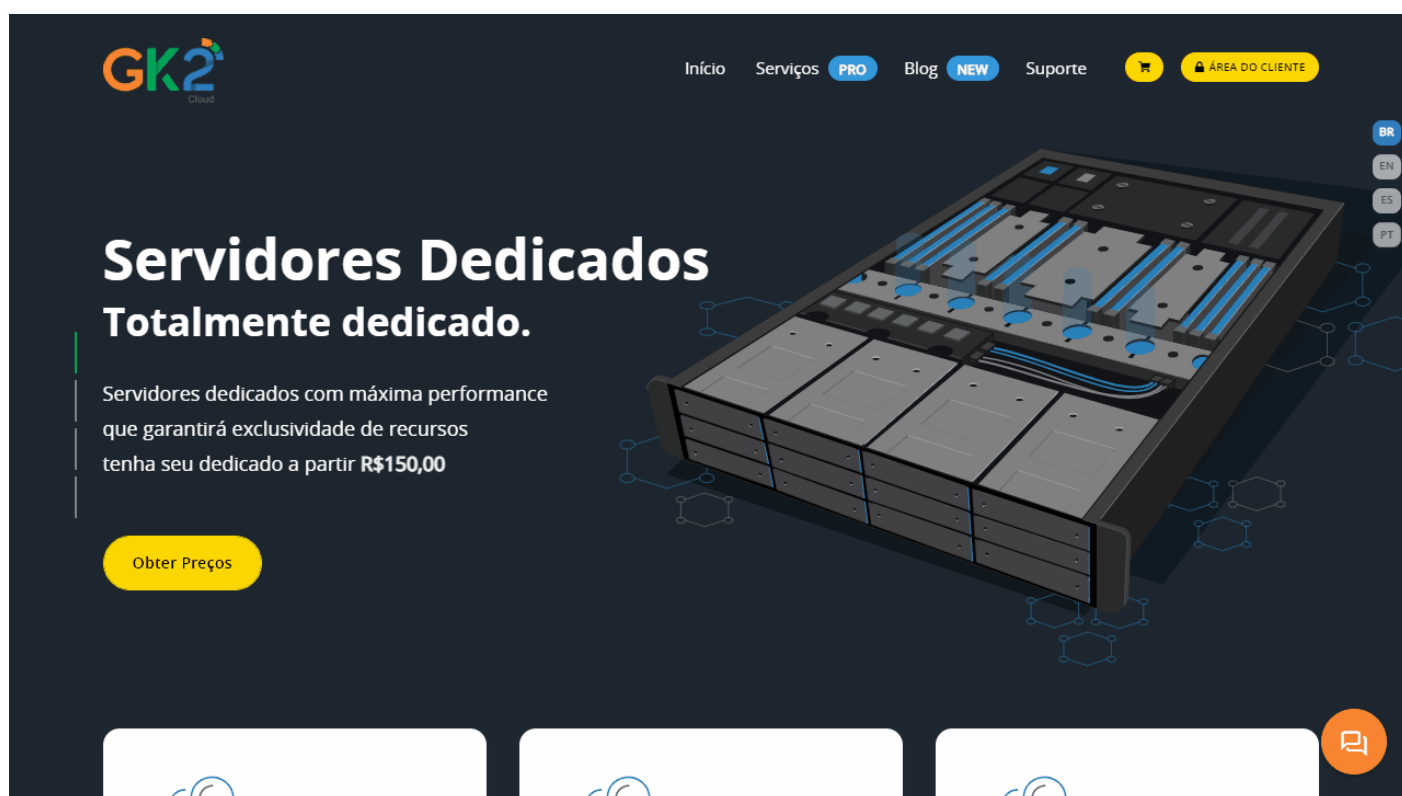 GK2
Cloud
Início Serviços PRO Blog NEW Suporte ÁREA DO CLIENTE
BR
EN
ES
PT
Servidores Dedicados
Totalmente dedicado.
Servidores dedicados com máxima performance
que garantirá exclusividade de recursos
tenha seu dedicado a partir R$150,00
Obter Preços